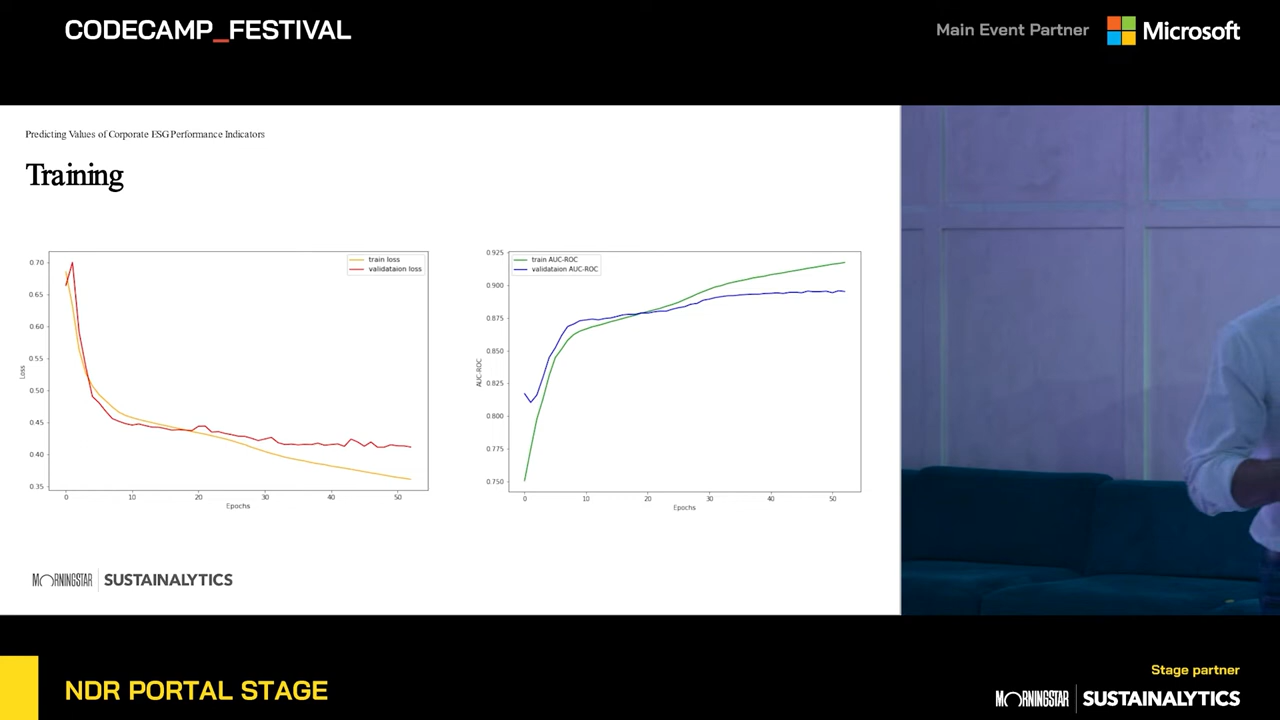 CODECAMP_FESTIVAL
Main Event Partner
Microsoft
Predicting Values of Corporate ESG Performance Indicators
Training
train loss
validataion loss
0.70
0.65
0.60
0.55
0.50
0.45
0.40
0.35
Loss
0
10
20
30
40
50
Epochs
train AUC-ROC
validataion AUC-ROC
0.925
0.900
0.875
0.850
0.825
0.800
0.775
0.750
AUC-ROC
0
10
20
30
40
50
Epochs
MORNINGSTAR SUSTAINALYTICS
NDR PORTAL STAGE
Stage partner
MORNINGSTAR SUSTAINALYTICS